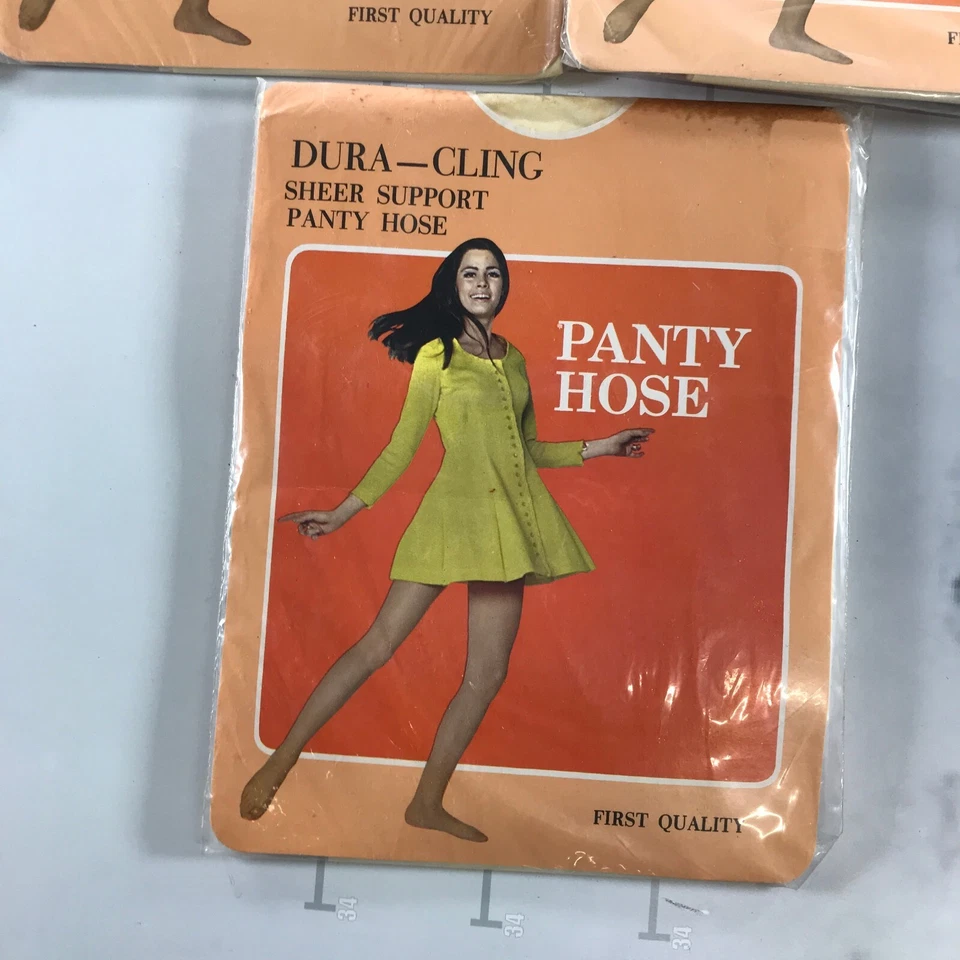 FIRST QUALITY
DURA—CLING
SHEER SUPPORT
PANTY HOSE
PANTY
HOSE
FIRST QUALITY
34
34
34